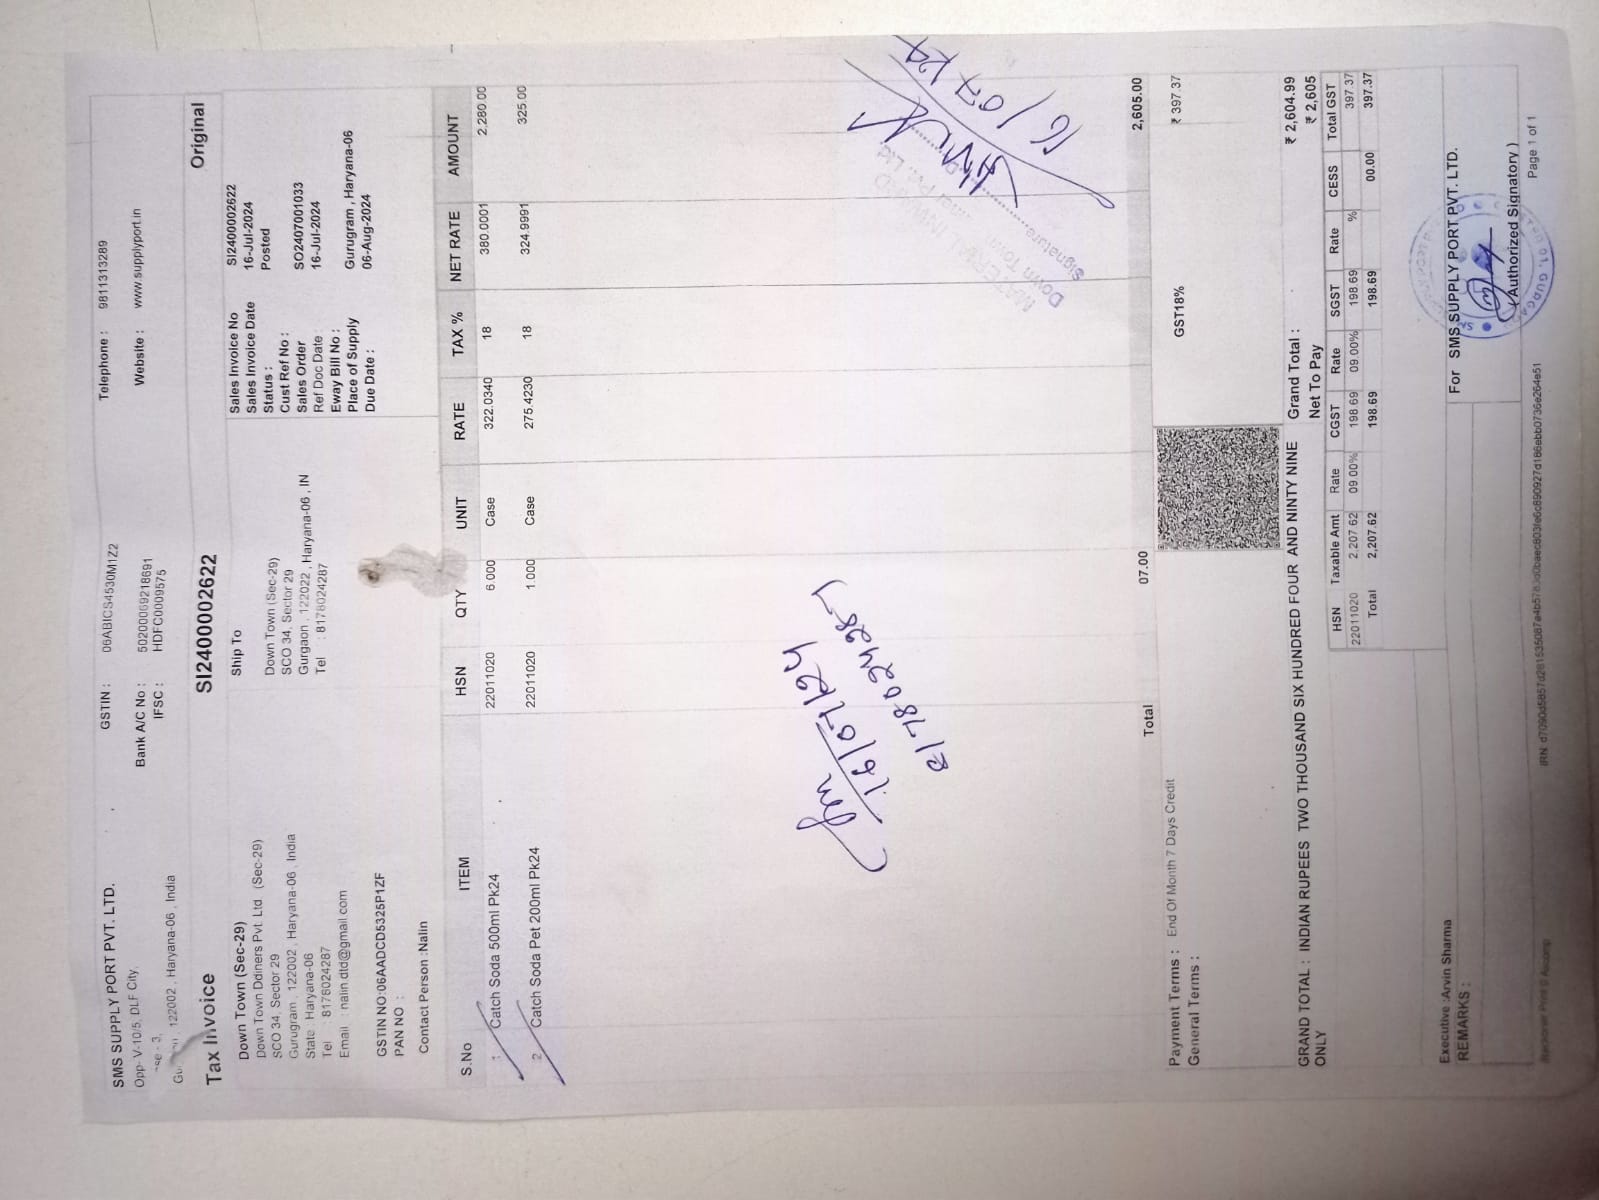 SMS SUPPLY PORT PVT. LTD. GSTIN : 06ABICS4530M1Z2 Telephone : 9811313289
Opp- V-10/5, DLF City, Bank A/C No : 50200069218691 Website : www.supplyport.in
- 3, IFSC : HDFC0009575
122002 , Haryana-06 , India
Tax Invoice SI2400002622 Original
Down Town (Sec-29)
Down Town Ddiners Pvt. Ltd (Sec-29)
SCO 34, Sector 29
Gurugram , 122002 , Haryana-06 , India
State : Haryana-06
Tel : 8178024287
Email : nalin.dtd@gmail.com
GSTIN NO:06AADCD5325P1ZF
PAN NO :
Contact Person :Nalin
Ship To
Down Town (Sec-29)
SCO 34, Sector 29
Gurgaon , 122022 , Haryana-06 , IN
Tel : 8178024287
Sales Invoice No SI2400002622
Sales Invoice Date 16-Jul-2024
Status : Posted
Cust Ref No :
Sales Order SO2407001033
Ref Doc Date : 16-Jul-2024
Eway Bill No :
Place of Supply Gurugram , Haryana-06
Due Date : 06-Aug-2024
S.No ITEM HSN QTY UNIT RATE TAX % NET RATE AMOUNT
1 Catch Soda 500ml Pk24 22011020 6.000 Case 322.0340 18 380.0001 2,280.00
2 Catch Soda Pet 200ml Pk24 22011020 1.000 Case 275.4230 18 324.9991 325.00
16/07/24
8178024287
Down Town
Signature
16/07/24
Total 07.00 2,605.00
Payment Terms : End Of Month 7 Days Credit GST18% ₹ 397.37
General Terms :
GRAND TOTAL : INDIAN RUPEES TWO THOUSAND SIX HUNDRED FOUR AND NINTY NINE Grand Total : ₹ 2,604.99
ONLY Net To Pay ₹ 2,605
HSN Taxable Amt Rate CGST Rate SGST Rate CESS Total GST
22011020 2,207.62 09.00% 198.69 09.00% 198.69 % 397.37
Total 2,207.62 198.69 198.69 00.00 397.37
Executive :Arvin Sharma For SMS SUPPLY PORT PVT. LTD.
REMARKS :
( Authorized Signatory )
Page 1 of 1